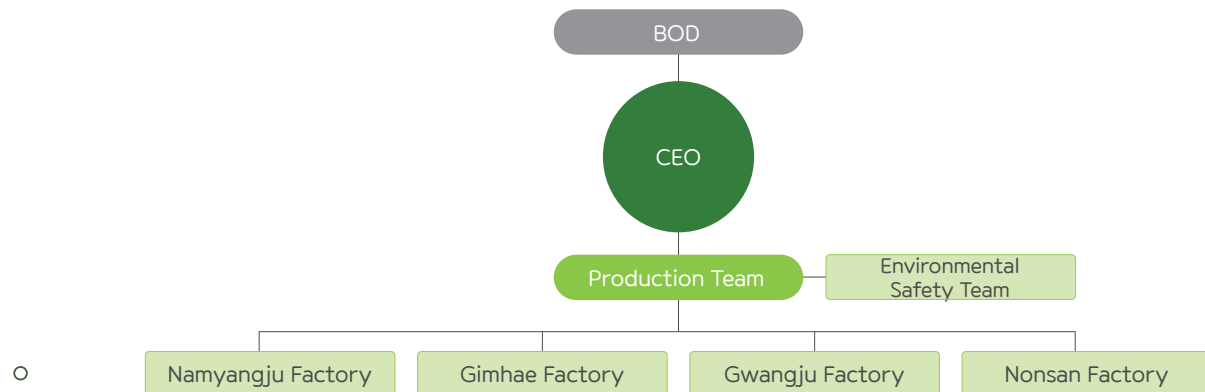 BOD
CEO
Production Team
Environmental
Safety Team
Namyangju Factory
Gimhae Factory
Gwangju Factory
Nonsan Factory